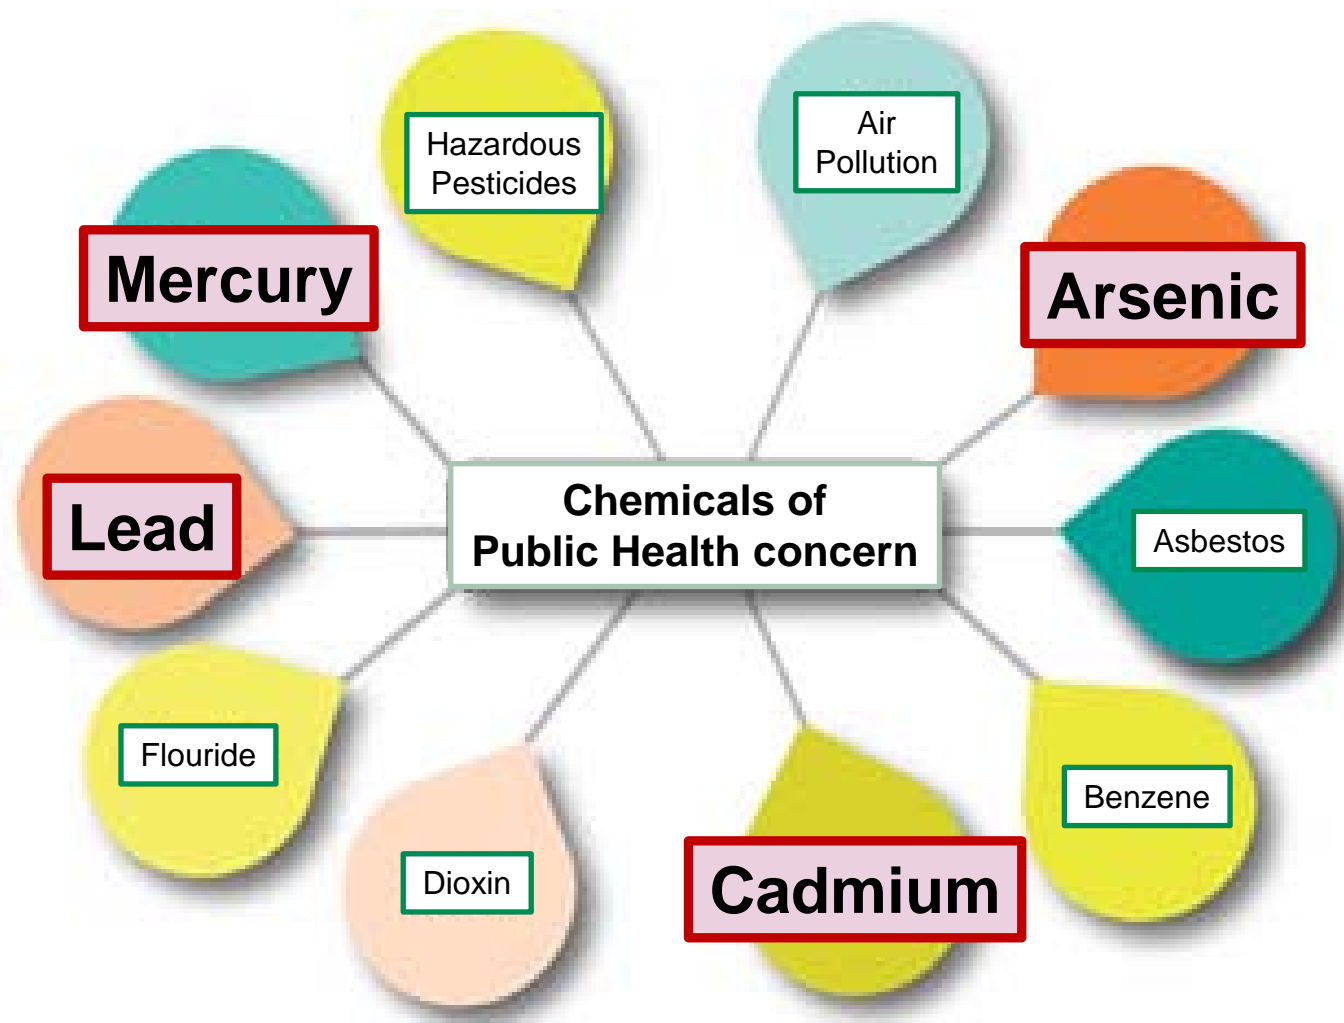 Hazardous
Pesticides
Air
Pollution
Mercury
Arsenic
Lead
Chemicals of
Public Health concern
Asbestos
Flouride
Benzene
Dioxin
Cadmium